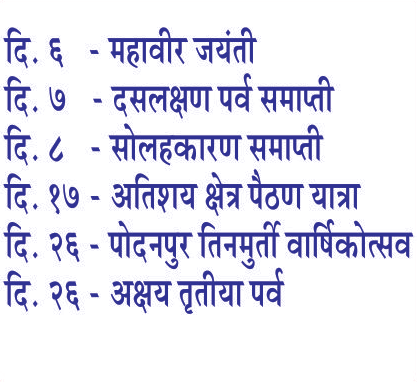 दि. ६ - महावीर जयंती
दि. ७ - दसलक्षण पर्व समाप्ती
दि. ८ - सोलहकारण समाप्ती
दि. १७ - अतिशय क्षेत्र पैठण यात्रा
दि. २६ - पोदनपुर तिनमुर्ती वार्षिकोत्सव
दि. २६ - अक्षय तृतीया पर्व